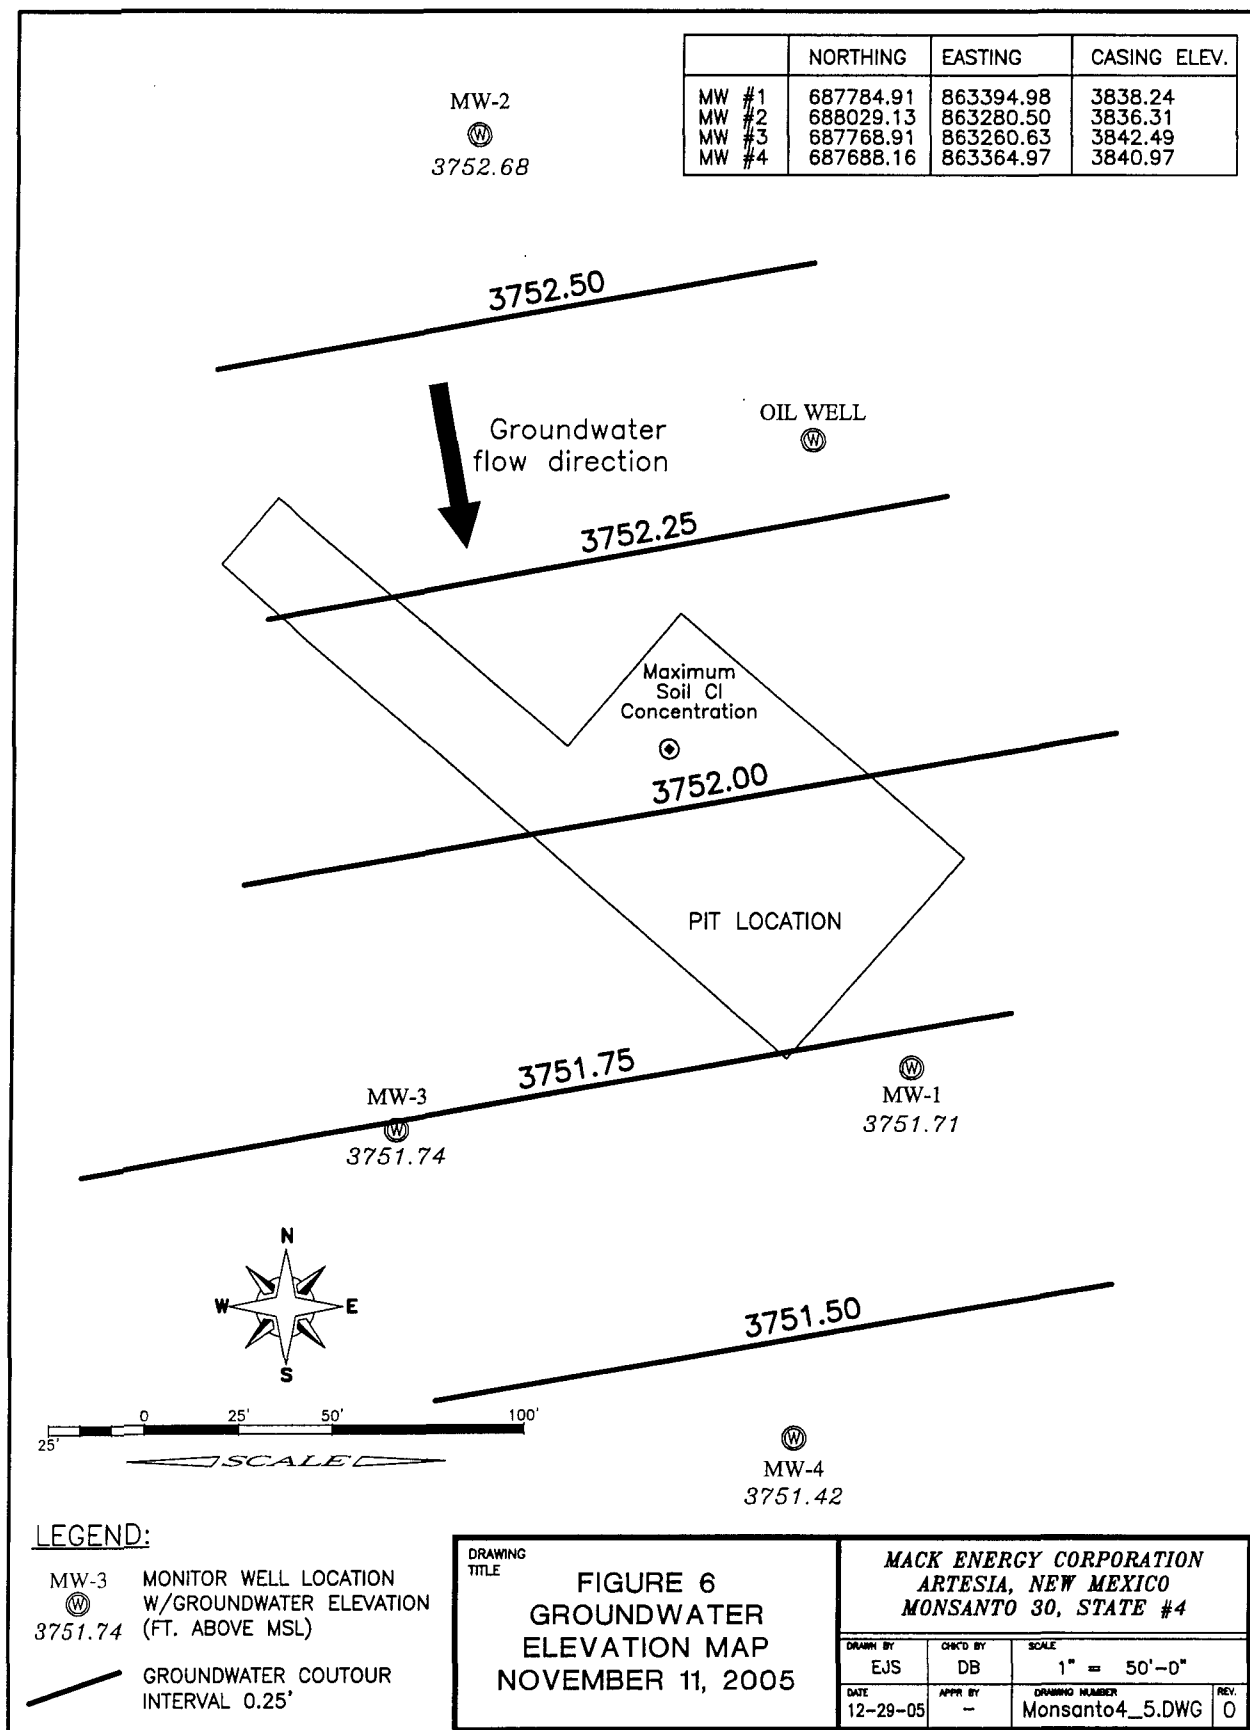 NORTHING EASTING CASING ELEV.
MW #1 687784.91 863394.98 3838.24
MW #2 688029.13 863280.50 3836.31
MW #3 687768.91 863260.63 3842.49
MW #4 687688.16 863364.97 3840.97
MW-2
W
3752.68
3752.50
OIL WELL
W
Groundwater
flow direction
3752.25
Maximum
Soil Cl
Concentration
3752.00
PIT LOCATION
3751.75
MW-3
W
3751.74
W
MW-1
3751.71
N
W E
S
3751.50
25' 0 25' 50' 100'
SCALE
W
MW-4
3751.42
LEGEND:
MW-3
W
3751.74
MONITOR WELL LOCATION
W/GROUNDWATER ELEVATION
(FT. ABOVE MSL)
GROUNDWATER COUTOUR
INTERVAL 0.25'
DRAWING
TITLE
FIGURE 6
GROUNDWATER
ELEVATION MAP
NOVEMBER 11, 2005
MACK ENERGY CORPORATION
ARTESIA, NEW MEXICO
MONSANTO 30, STATE #4
DRAWN BY
EJS
CHK'D BY
DB
SCALE
1" = 50'-0"
DATE
12-29-05
APPR BY
-
DRAWING NUMBER
Monsanto4_5.DWG
REV.
0